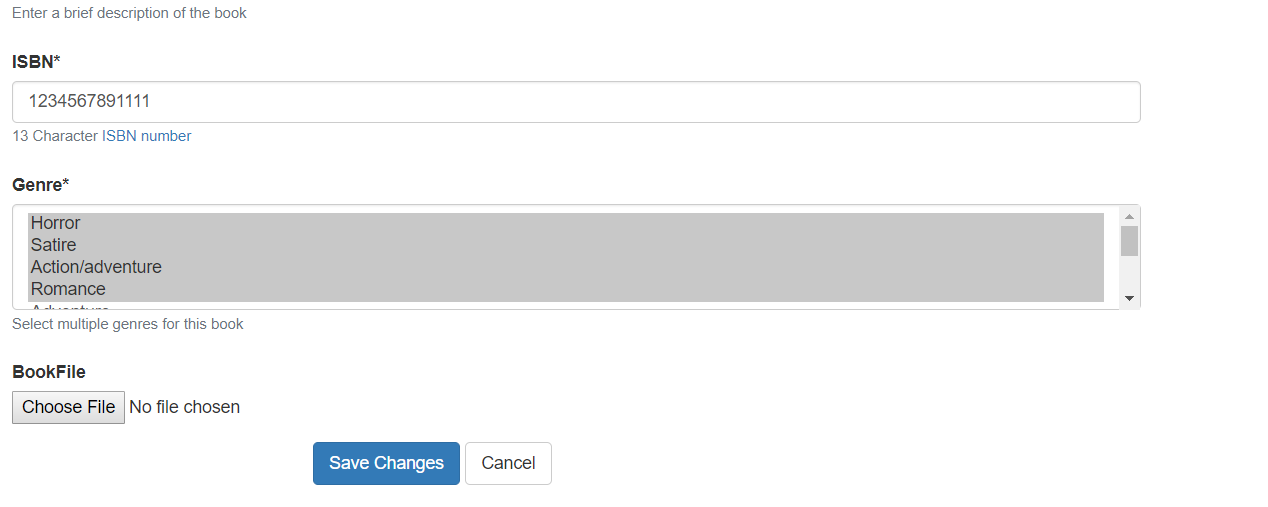 Enter a brief description of the book
ISBN*
1234567891111
13 Character ISBN number
Genre*
Horror
Satire
Action/adventure
Romance
Select multiple genres for this book
BookFile
Choose File No file chosen
Save Changes Cancel